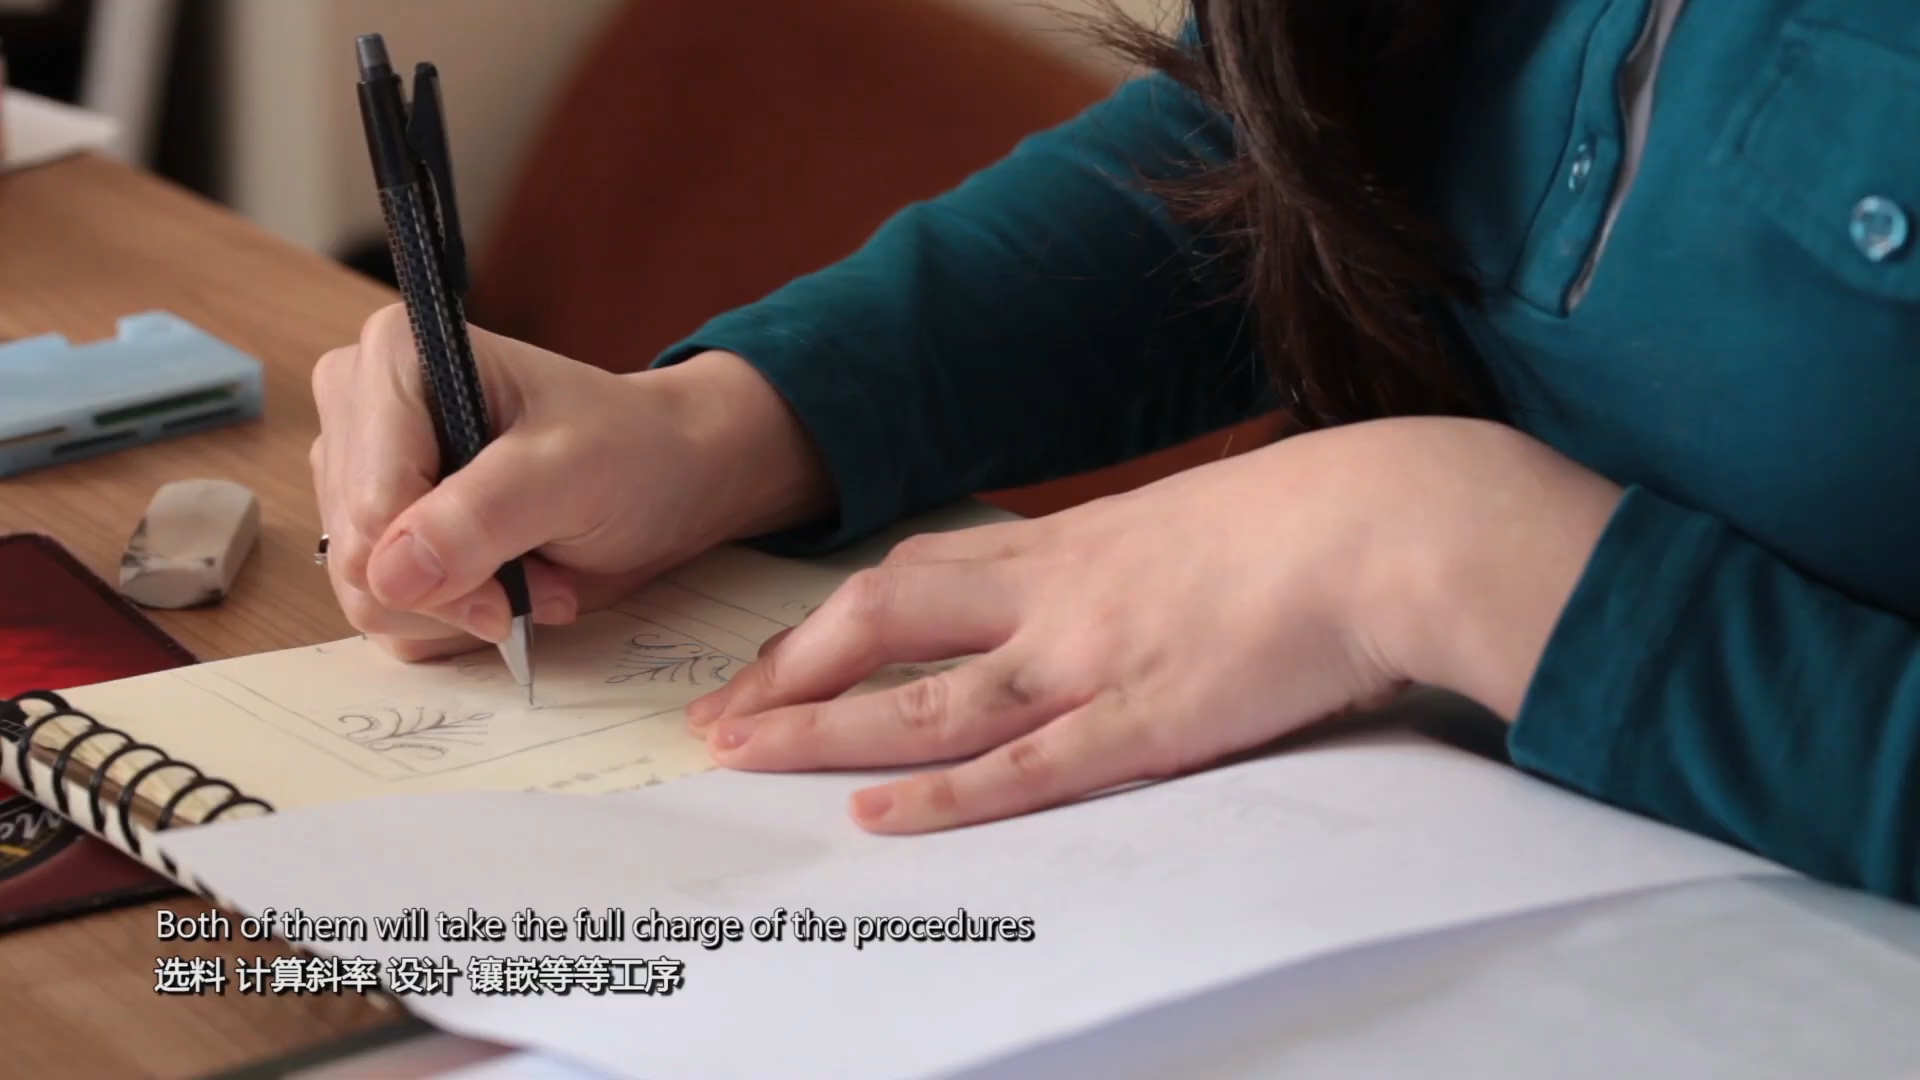 Both of them will take the full charge of the procedures
选料 计算斜率 设计 镶嵌等等工序